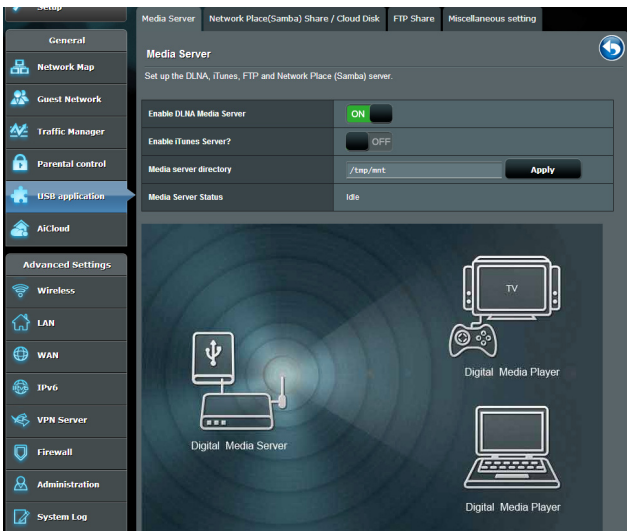 Setup
General
Network Map
Guest Network
Traffic Manager
Parental control
USB application
AiCloud
Advanced Settings
Wireless
LAN
WAN
IPv6
VPN Server
Firewall
Administration
System Log
Media Server Network Place(Samba) Share / Cloud Disk FTP Share Miscellaneous setting
Media Server
Set up the DLNA, iTunes, FTP and Network Place (Samba) server.
Enable DLNA Media Server ON
Enable iTunes Server? OFF
Media server directory /tmp/mnt Apply
Media Server Status Idle
TV
Digital Media Player
Digital Media Server
Digital Media Player